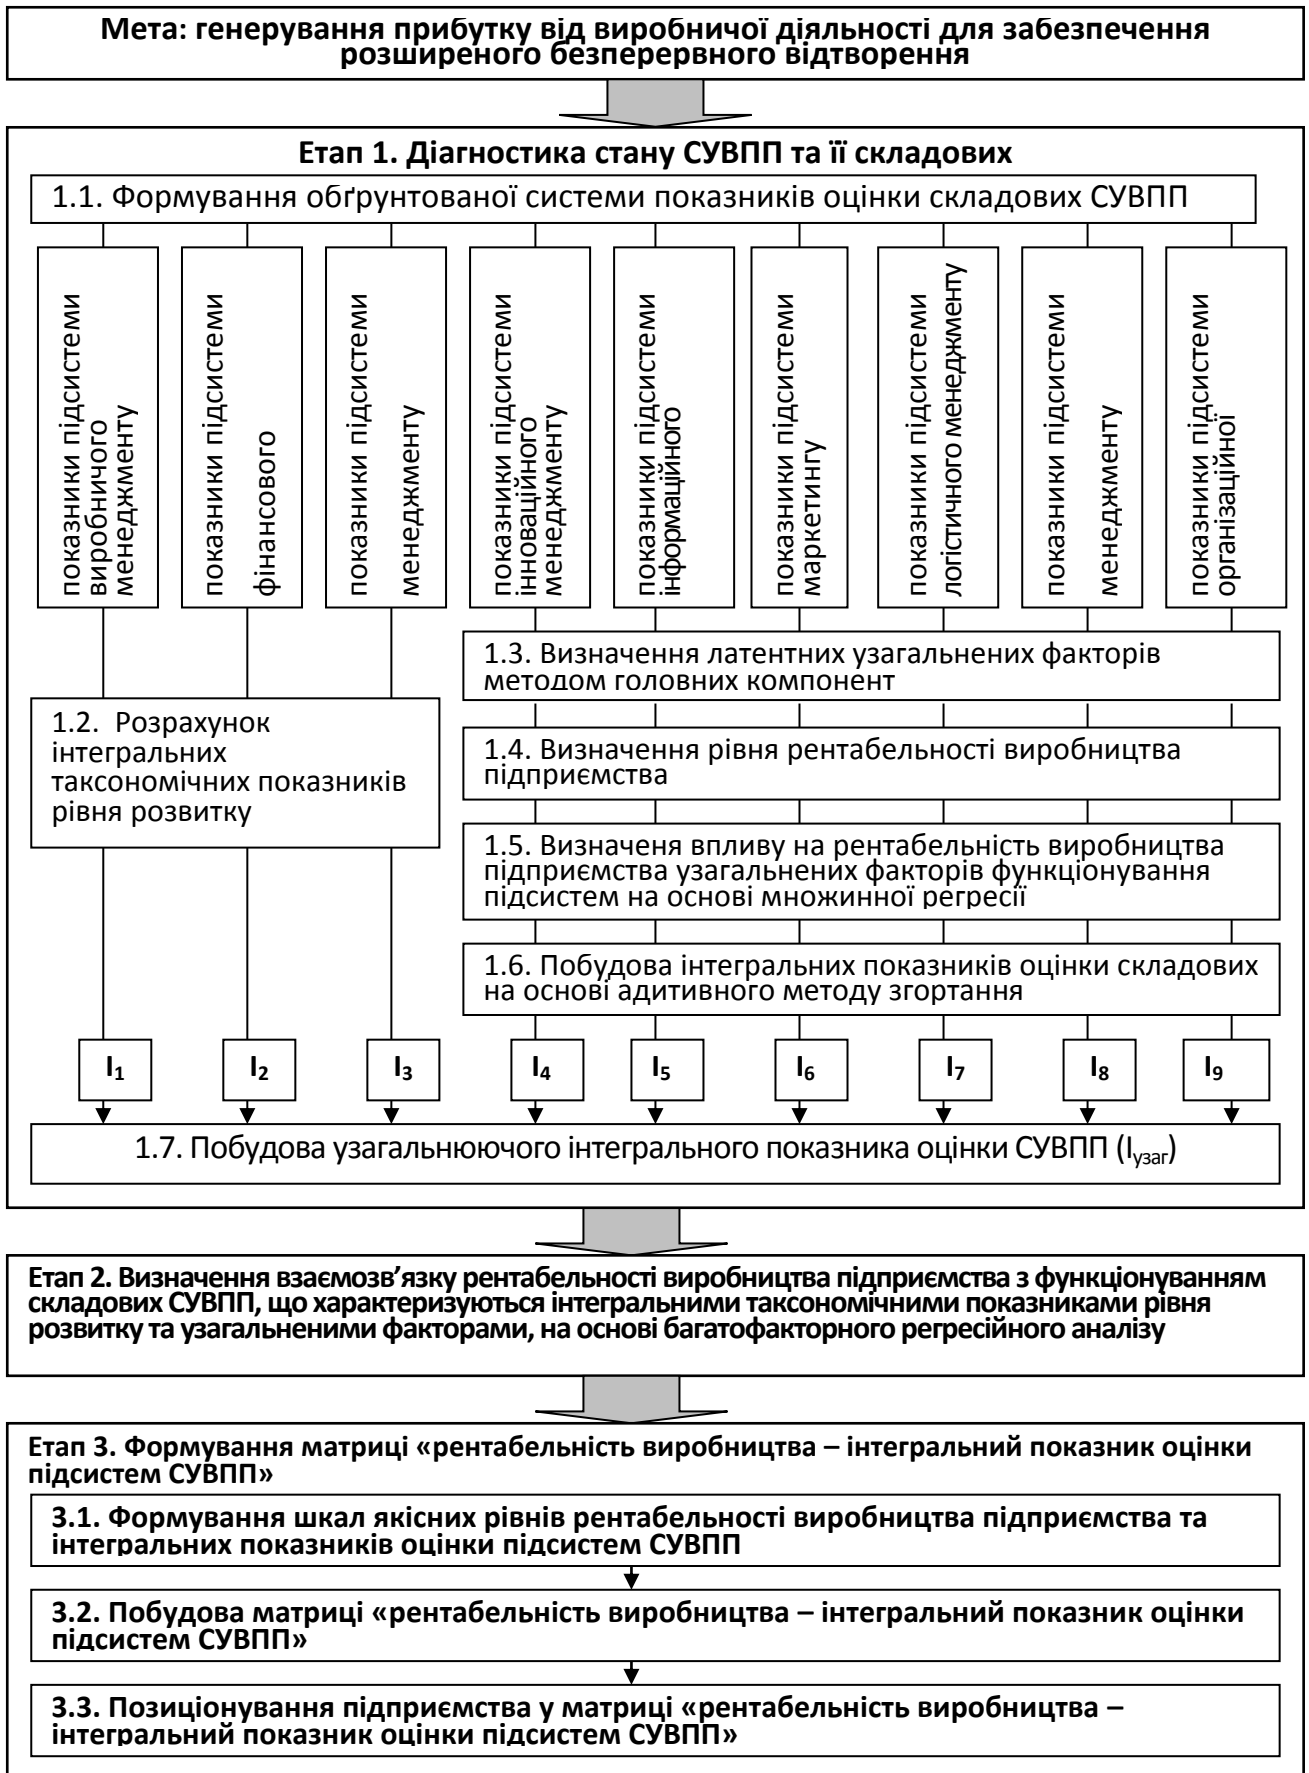 Мета: генерування прибутку від виробничої діяльності для забезпечення
розширеного безперервного відтворення
Етап 1. Діагностика стану СУВПП та її складових
1.1. Формування обґрунтованої системи показників оцінки складових СУВПП
показники підсистеми
виробничого
менеджменту
показники підсистеми
фінансового
показники підсистеми
менеджменту
показники підсистеми
інноваційного
менеджменту
показники підсистеми
інформаційного
показники підсистеми
маркетингу
показники підсистеми
логістичного менеджменту
показники підсистеми
менеджменту
показники підсистеми
організаційної
1.3. Визначення латентних узагальнених факторів
методом головних компонент
1.2. Розрахунок
інтегральних
таксономічних показників
рівня розвитку
1.4. Визначення рівня рентабельності виробництва
підприємства
1.5. Визначеня впливу на рентабельність виробництва
підприємства узагальнених факторів функціонування
підсистем на основі множинної регресії
1.6. Побудова інтегральних показників оцінки складових
на основі адитивного методу згортання
I₁
I₂
I₃
I₄
I₅
I₆
I₇
I₈
I₉
1.7. Побудова узагальнюючого інтегрального показника оцінки СУВПП (Iузаг)
Етап 2. Визначення взаємозв’язку рентабельності виробництва підприємства з функціонуванням
складових СУВПП, що характеризуються інтегральними таксономічними показниками рівня
розвитку та узагальненими факторами, на основі багатофакторного регресійного аналізу
Етап 3. Формування матриці «рентабельність виробництва – інтегральний показник оцінки
підсистем СУВПП»
3.1. Формування шкал якісних рівнів рентабельності виробництва підприємства та
інтегральних показників оцінки підсистем СУВПП
3.2. Побудова матриці «рентабельність виробництва – інтегральний показник оцінки
підсистем СУВПП»
3.3. Позиціонування підприємства у матриці «рентабельність виробництва –
інтегральний показник оцінки підсистем СУВПП»